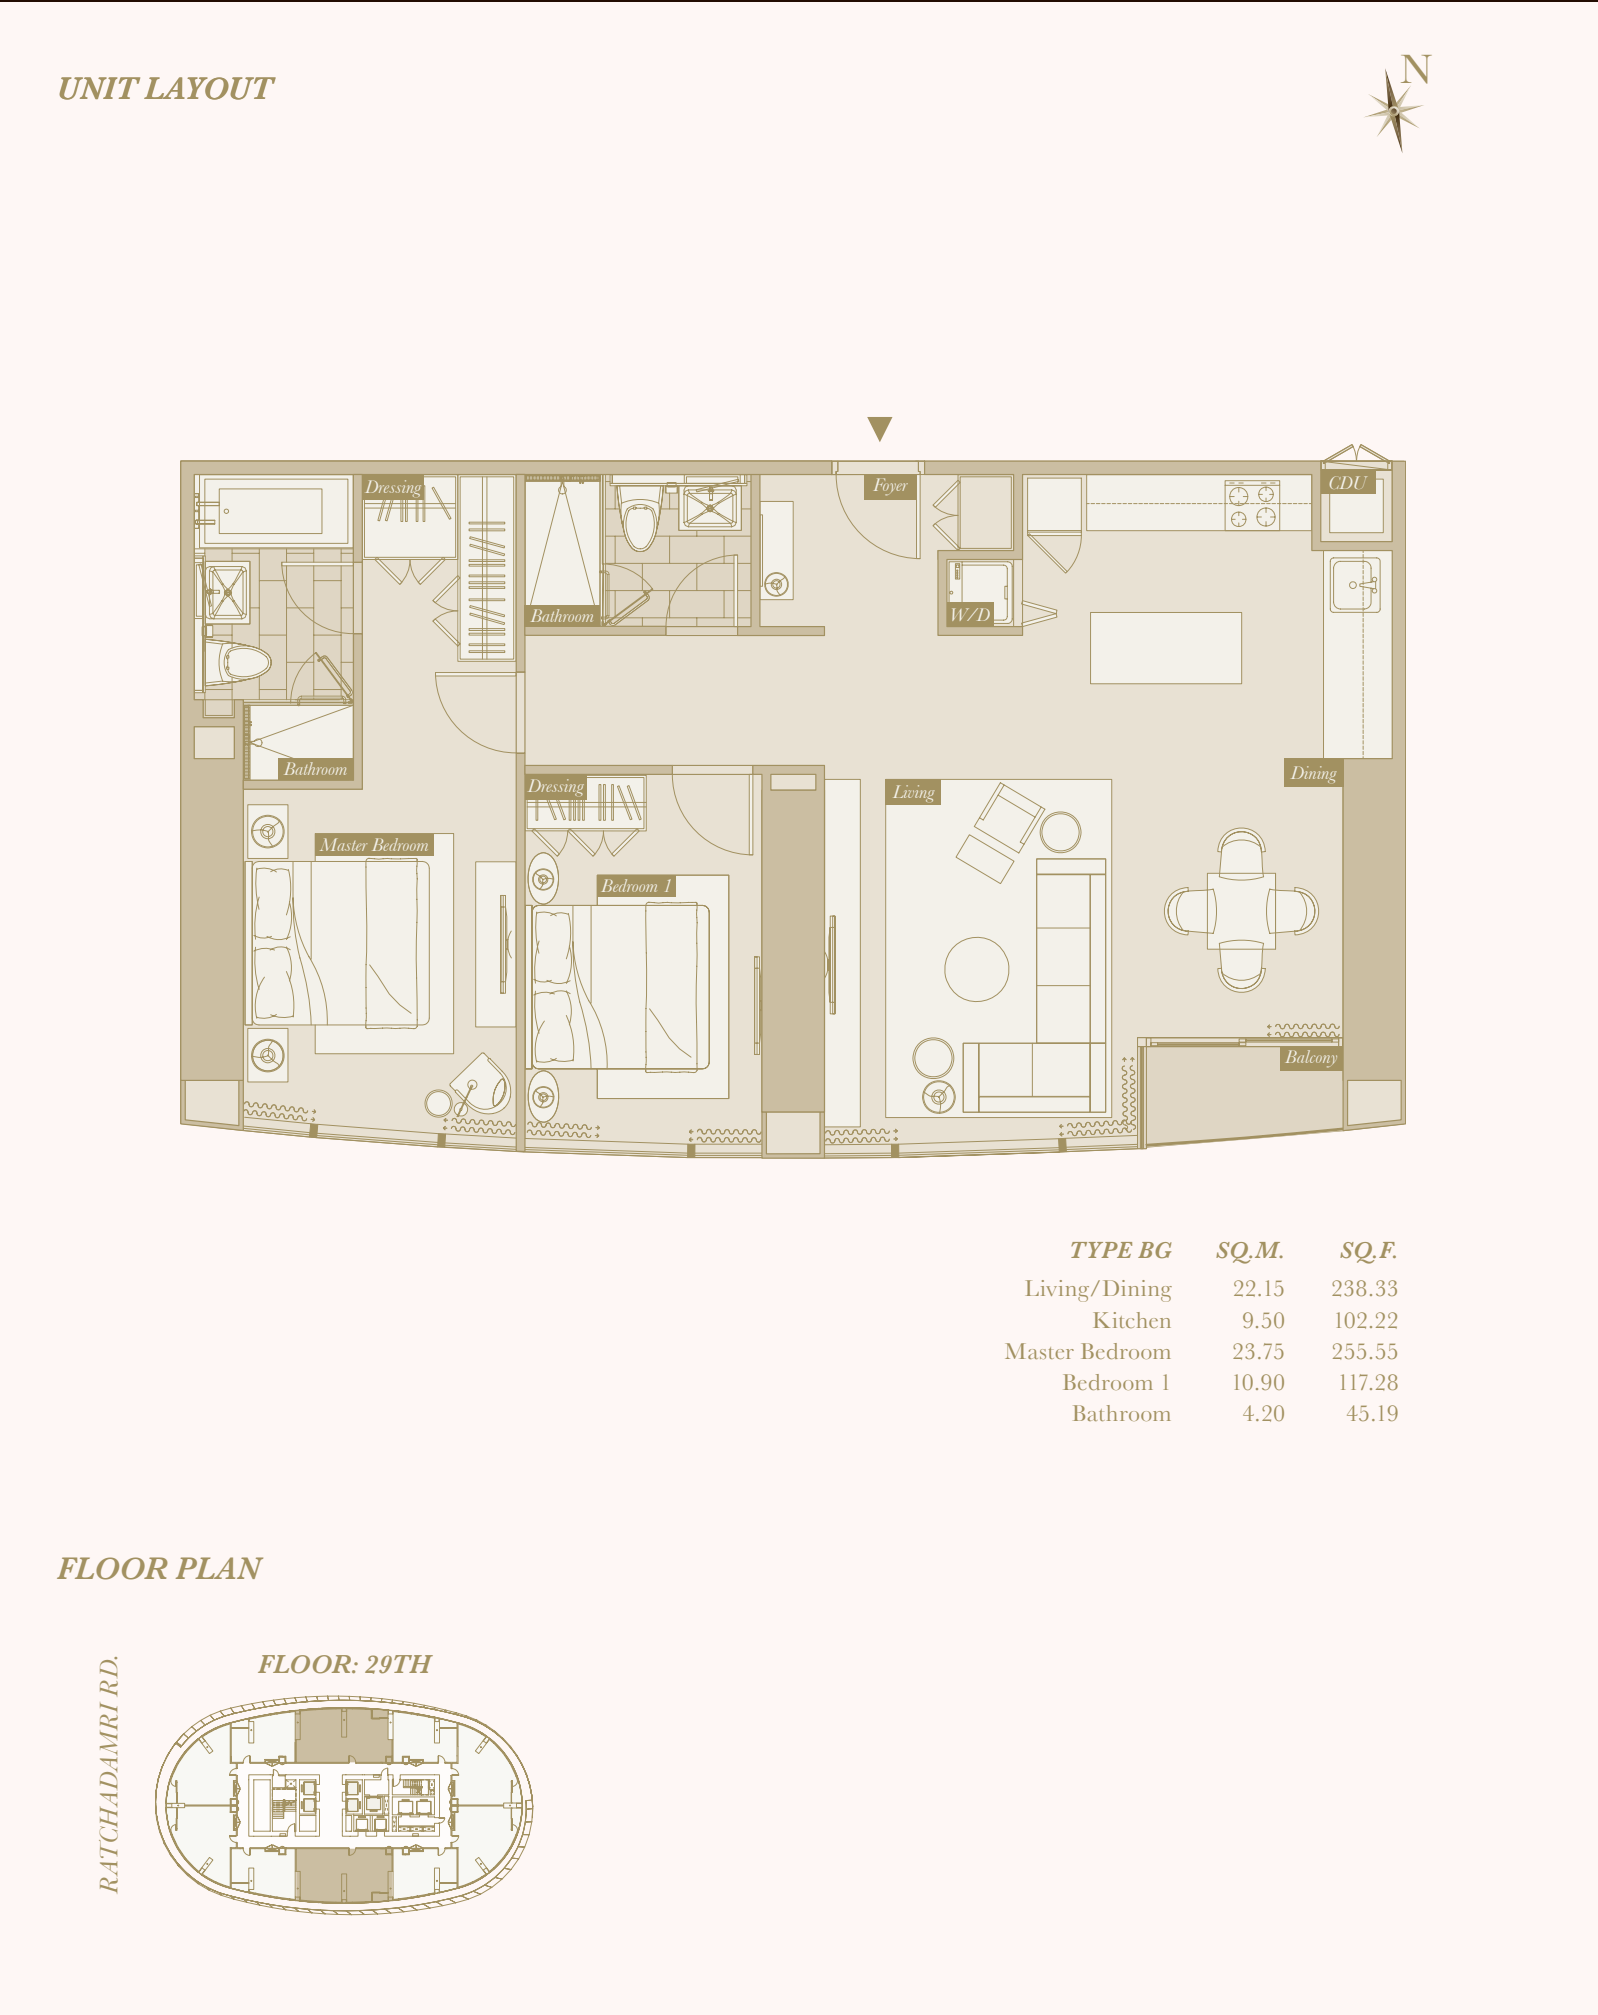 UNIT LAYOUT
N
Dressing
Foyer
CDU
Bathroom
W/D
Bathroom
Dining
Dressing
Living
Master Bedroom
Bedroom 1
Balcony
TYPE BG SQ.M. SQ.F.
Living/Dining 22.15 238.33
Kitchen 9.50 102.22
Master Bedroom 23.75 255.55
Bedroom 1 10.90 117.28
Bathroom 4.20 45.19
FLOOR PLAN
FLOOR: 29TH
RATCHADAMRI RD.